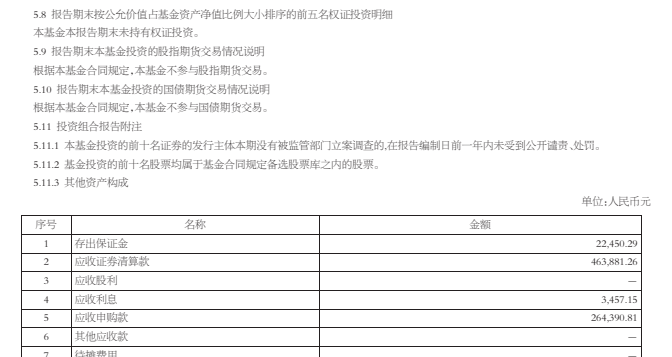 5.8 报告期末按公允价值占基金资产净值比例大小排序的前五名权证投资明细
本基金本报告期末未持有权证投资。
5.9 报告期末本基金投资的股指期货交易情况说明
根据本基金合同规定,本基金不参与股指期货交易。
5.10 报告期末本基金投资的国债期货交易情况说明
根据本基金合同规定,本基金不参与国债期货交易。
5.11 投资组合报告附注
5.11.1 本基金投资的前十名证券的发行主体本期没有被监管部门立案调查的,在报告编制日前一年内未受到公开谴责、处罚。
5.11.2 基金投资的前十名股票均属于基金合同规定备选股票库之内的股票。
5.11.3 其他资产构成
单位:人民币元
序号 名称 金额
1 存出保证金 22,450.29
2 应收证券清算款 463,881.26
3 应收股利 —
4 应收利息 3,457.15
5 应收申购款 264,390.81
6 其他应收款 —
7 待摊费用 —